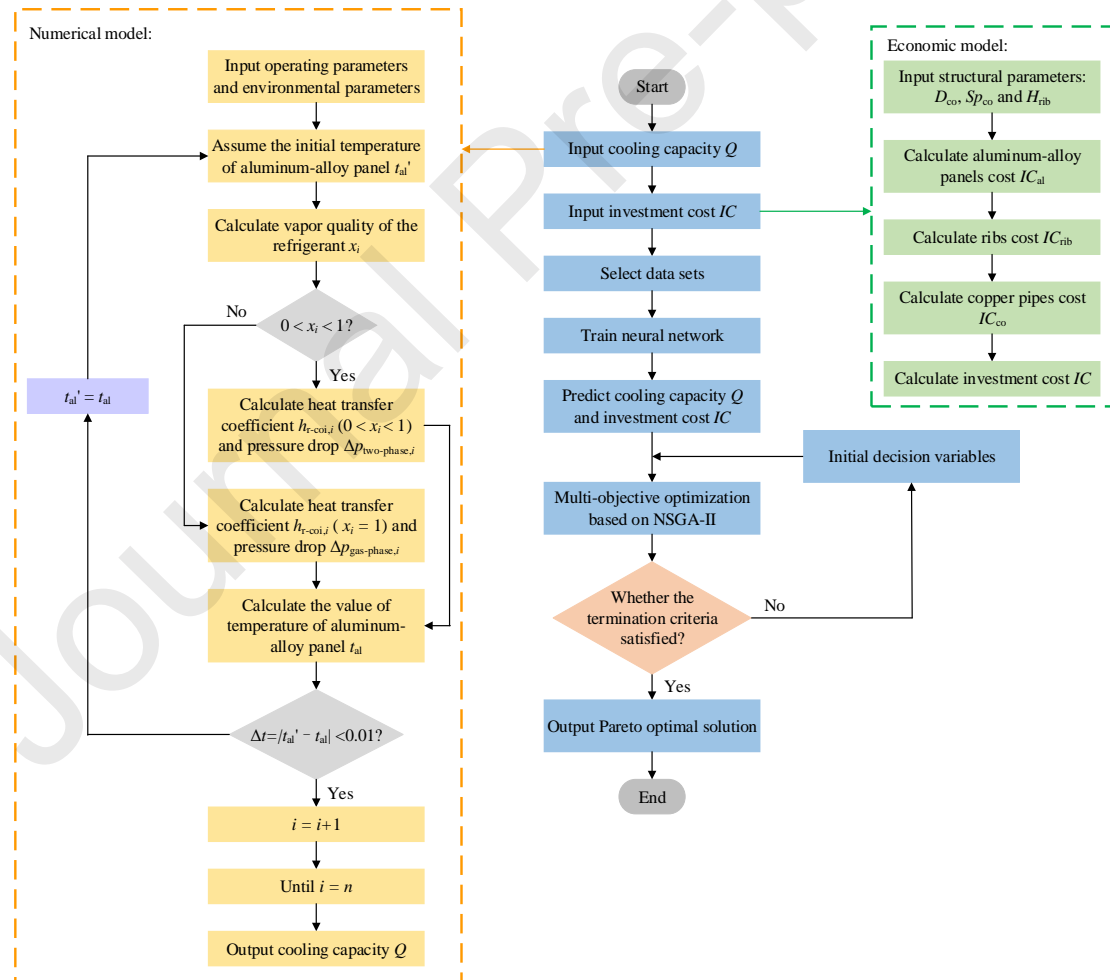 Numerical model:
Input operating parameters
and environmental parameters
Assume the initial temperature
of aluminum-alloy panel tal'
Calculate vapor quality of the
refrigerant xi
0 < xi < 1?
No
Yes
tal' = tal
Calculate heat transfer
coefficient hr-coi,i (0 < xi < 1)
and pressure drop Δptwo-phase,i
Calculate heat transfer
coefficient hr-coi,i ( xi = 1) and
pressure drop Δpgas-phase,i
Calculate the value of
temperature of aluminum-
alloy panel tal
Δt=|tal' − tal| <0.01?
Yes
i = i+1
Until i = n
Output cooling capacity Q
Start
Input cooling capacity Q
Input investment cost IC
Select data sets
Train neural network
Predict cooling capacity Q
and investment cost IC
Initial decision variables
Multi-objective optimization
based on NSGA-II
Whether the
termination criteria
satisfied?
No
Yes
Output Pareto optimal solution
End
Economic model:
Input structural parameters:
Dco, Spco and Hrib
Calculate aluminum-alloy
panels cost ICal
Calculate ribs cost ICrib
Calculate copper pipes cost
ICco
Calculate investment cost IC
Journal Pre-p